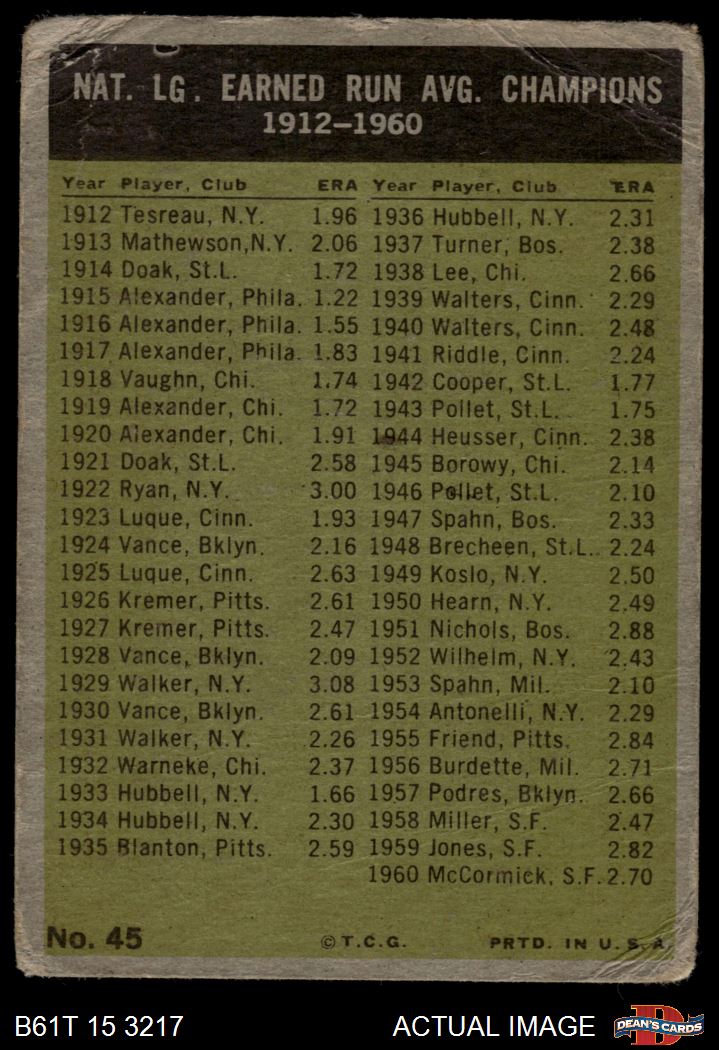 NAT. LG. EARNED RUN AVG. CHAMPIONS
1912–1960
Year Player, Club ERA Year Player, Club ERA
1912 Tesreau, N.Y. 1.96 1936 Hubbell, N.Y. 2.31
1913 Mathewson,N.Y. 2.06 1937 Turner, Bos. 2.38
1914 Doak, St.L. 1.72 1938 Lee, Chi. 2.66
1915 Alexander, Phila. 1.22 1939 Walters, Cinn. 2.29
1916 Alexander, Phila. 1.55 1940 Walters, Cinn. 2.48
1917 Alexander, Phila. 1.83 1941 Riddle, Cinn. 2.24
1918 Vaughn, Chi. 1.74 1942 Cooper, St.L. 1.77
1919 Alexander, Chi. 1.72 1943 Pollet, St.L. 1.75
1920 Alexander, Chi. 1.91 1944 Heusser, Cinn. 2.38
1921 Doak, St.L. 2.58 1945 Borowy, Chi. 2.14
1922 Ryan, N.Y. 3.00 1946 Pollet, St.L. 2.10
1923 Luque, Cinn. 1.93 1947 Spahn, Bos. 2.33
1924 Vance, Bklyn. 2.16 1948 Brecheen, St.L. 2.24
1925 Luque, Cinn. 2.63 1949 Koslo, N.Y. 2.50
1926 Kremer, Pitts. 2.61 1950 Hearn, N.Y. 2.49
1927 Kremer, Pitts. 2.47 1951 Nichols, Bos. 2.88
1928 Vance, Bklyn. 2.09 1952 Wilhelm, N.Y. 2.43
1929 Walker, N.Y. 3.08 1953 Spahn, Mil. 2.10
1930 Vance, Bklyn. 2.61 1954 Antonelli, N.Y. 2.29
1931 Walker, N.Y. 2.26 1955 Friend, Pitts. 2.84
1932 Warneke, Chi. 2.37 1956 Burdette, Mil. 2.71
1933 Hubbell, N.Y. 1.66 1957 Podres, Bklyn. 2.66
1934 Hubbell, N.Y. 2.30 1958 Miller, S.F. 2.47
1935 Blanton, Pitts. 2.59 1959 Jones, S.F. 2.82
1960 McCormick, S.F. 2.70
No. 45 © T.C.G. PRTD. IN U.S.A.
B61T 15 3217 ACTUAL IMAGE D DEAN'S CARDS